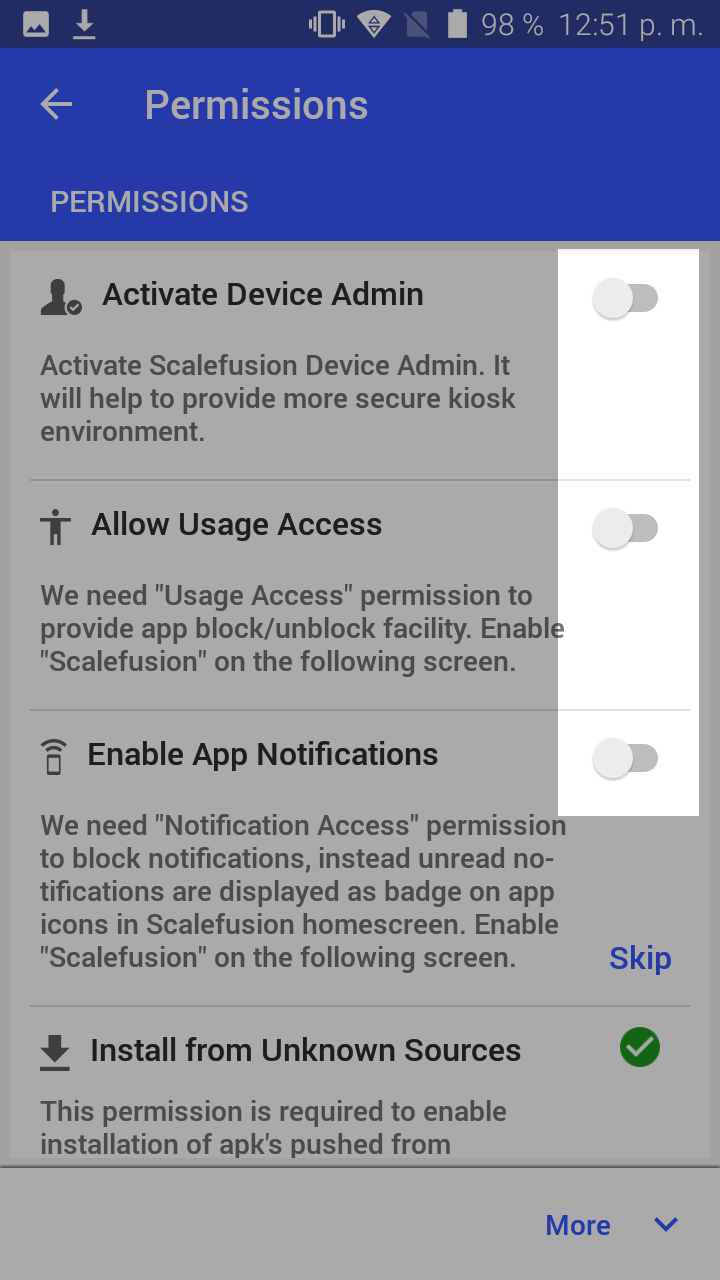 98 % 12:51 p. m.
Permissions
PERMISSIONS
Activate Device Admin
Activate Scalefusion Device Admin. It
will help to provide more secure kiosk
environment.
Allow Usage Access
We need "Usage Access" permission to
provide app block/unblock facility. Enable
"Scalefusion" on the following screen.
Enable App Notifications
We need "Notification Access" permission
to block notifications, instead unread no-
tifications are displayed as badge on app
icons in Scalefusion homescreen. Enable
"Scalefusion" on the following screen.
Skip
Install from Unknown Sources
This permission is required to enable
installation of apk's pushed from
More